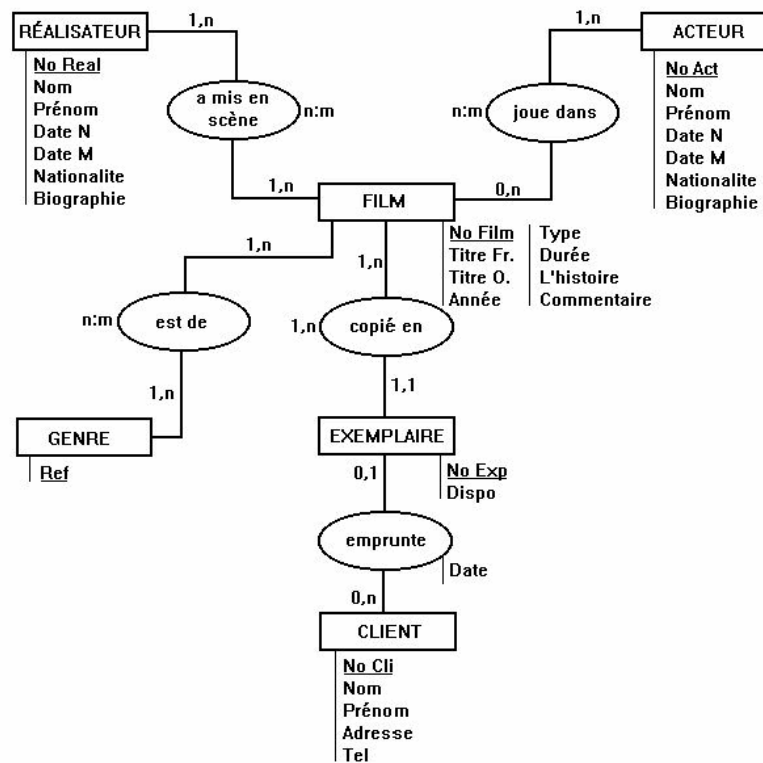 1,n
1,n
RÉALISATEUR
ACTEUR
No Real
Nom
Prénom
Date N
Date M
Nationalite
Biographie
a mis en
scène
n:m
n:m
joue dans
No Act
Nom
Prénom
Date N
Date M
Nationalite
Biographie
1,n
0,n
FILM
No Film
Titre Fr.
Titre O.
Année
Type
Durée
L'histoire
Commentaire
1,n
1,n
n:m
est de
1,n
copié en
1,n
1,1
GENRE
Ref
EXEMPLAIRE
0,1
No Exp
Dispo
emprunte
Date
0,n
CLIENT
No Cli
Nom
Prénom
Adresse
Tel